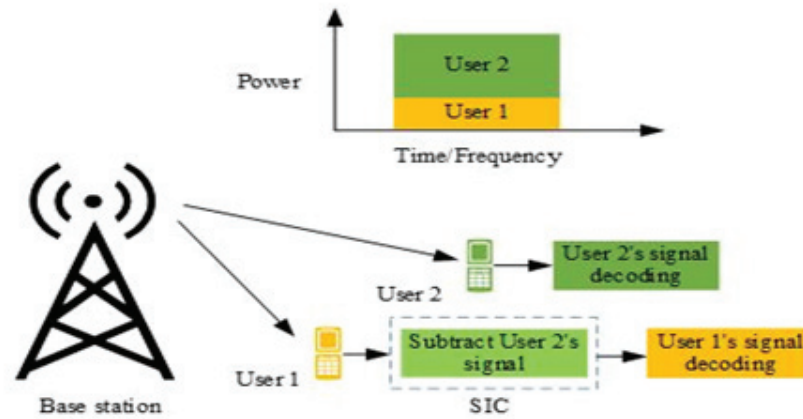 User 2
Power
User 1
Time/Frequency
User 2's signal
decoding
User 2
Subtract User 2's
signal
User 1's signal
decoding
User 1
Base station
SIC